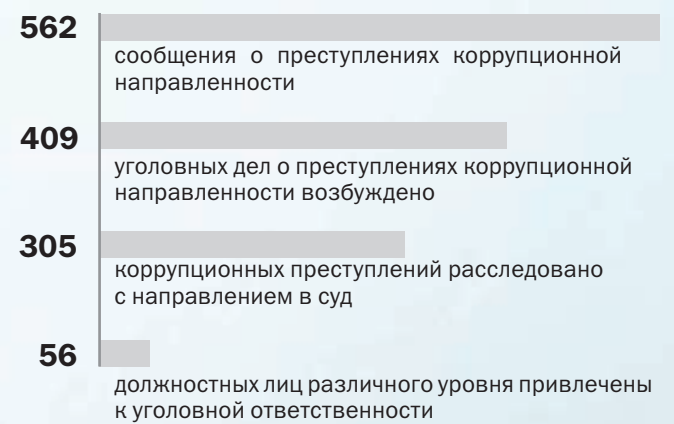 562
сообщения о преступлениях коррупционной
направленности
409
уголовных дел о преступлениях коррупционной
направленности возбуждено
305
коррупционных преступлений расследовано
с направлением в суд
56
должностных лиц различного уровня привлечены
к уголовной ответственности